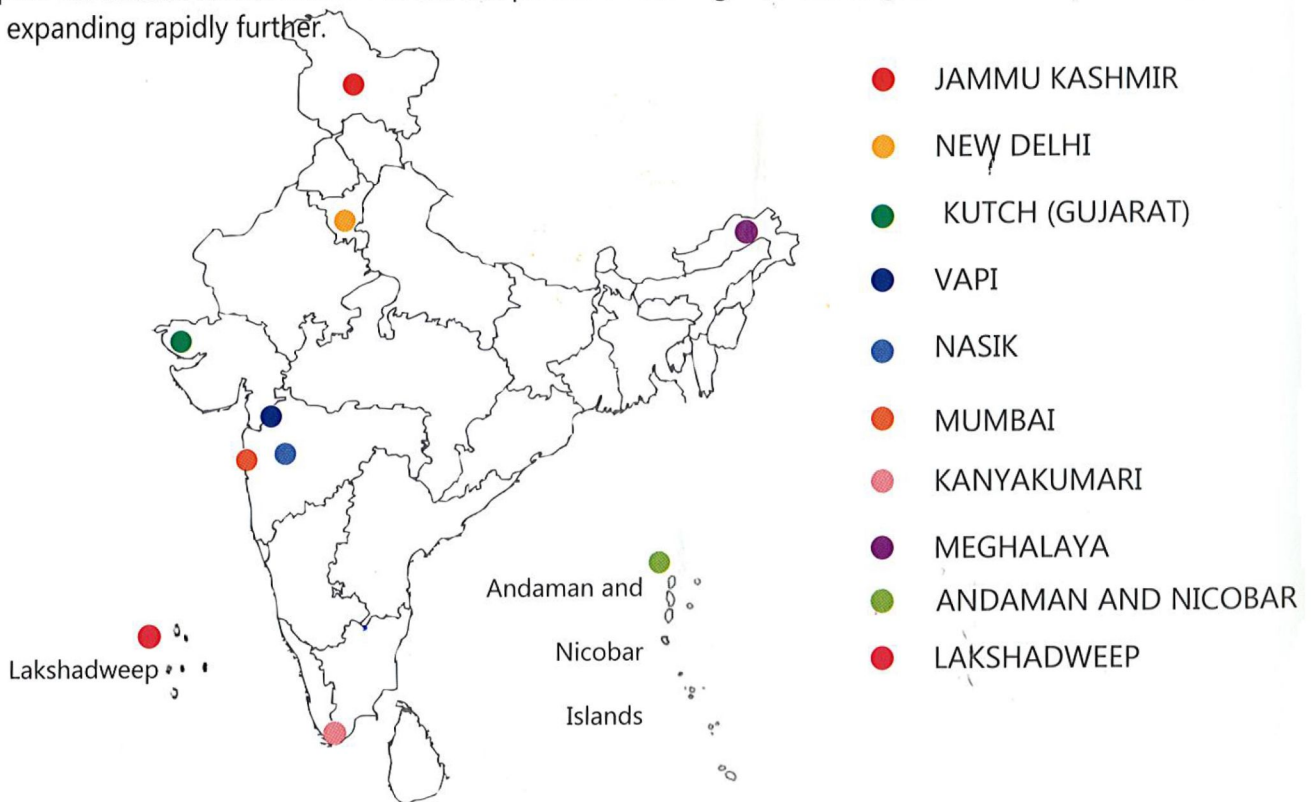 expanding rapidly further.
JAMMU KASHMIR
NEW DELHI
KUTCH (GUJARAT)
VAPI
NASIK
MUMBAI
KANYAKUMARI
MEGHALAYA
ANDAMAN AND NICOBAR
LAKSHADWEEP
Andaman and
Nicobar
Islands
Lakshadweep